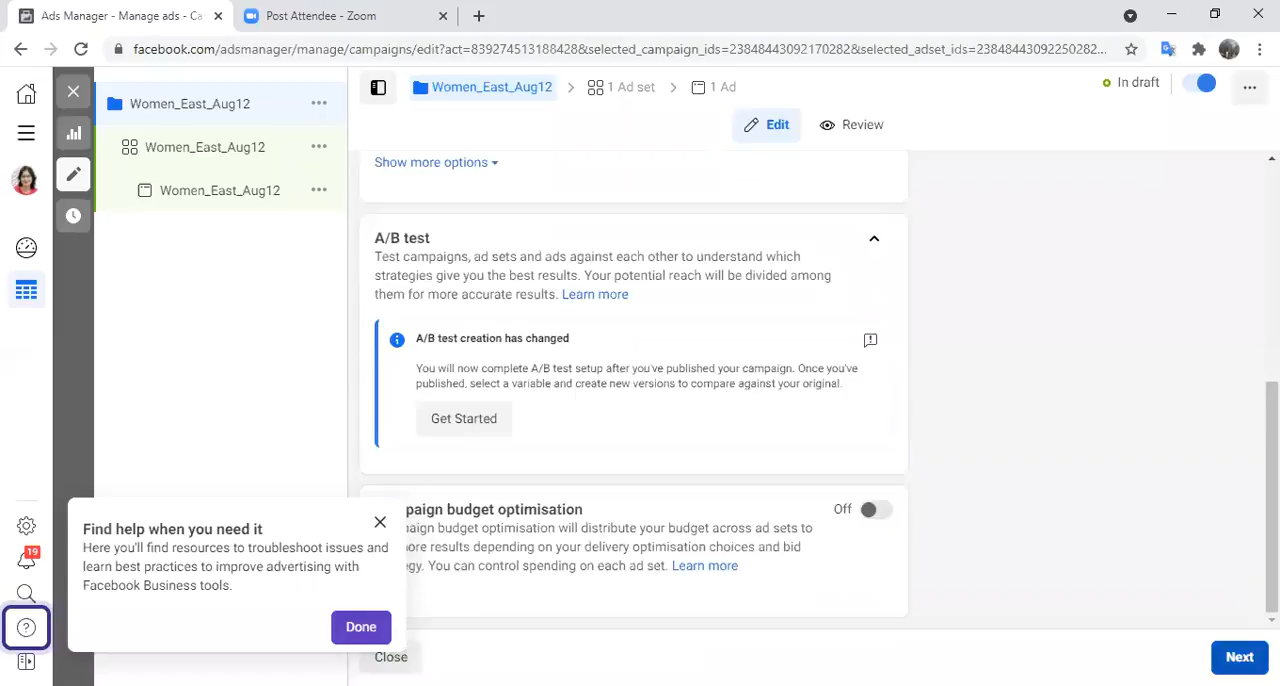 Ads Manager - Manage ads - Ca
Post Attendee - Zoom
facebook.com/adsmanager/manage/campaigns/edit?act=839274513188428&selected_campaign_ids=23848443092170282&selected_adset_ids=23848443092250282...
Women_East_Aug12
Women_East_Aug12
Women_East_Aug12
Women_East_Aug12
1 Ad set
1 Ad
In draft
Edit
Review
Show more options
A/B test
Test campaigns, ad sets and ads against each other to understand which
strategies give you the best results. Your potential reach will be divided among
them for more accurate results. Learn more
A/B test creation has changed
You will now complete A/B test setup after you've published your campaign. Once you've
published, select a variable and create new versions to compare against your original.
Get Started
paign budget optimisation
Off
aign budget optimisation will distribute your budget across ad sets to
ore results depending on your delivery optimisation choices and bid
egy. You can control spending on each ad set. Learn more
19
Find help when you need it
Here you'll find resources to troubleshoot issues and
learn best practices to improve advertising with
Facebook Business tools.
Done
Close
Next